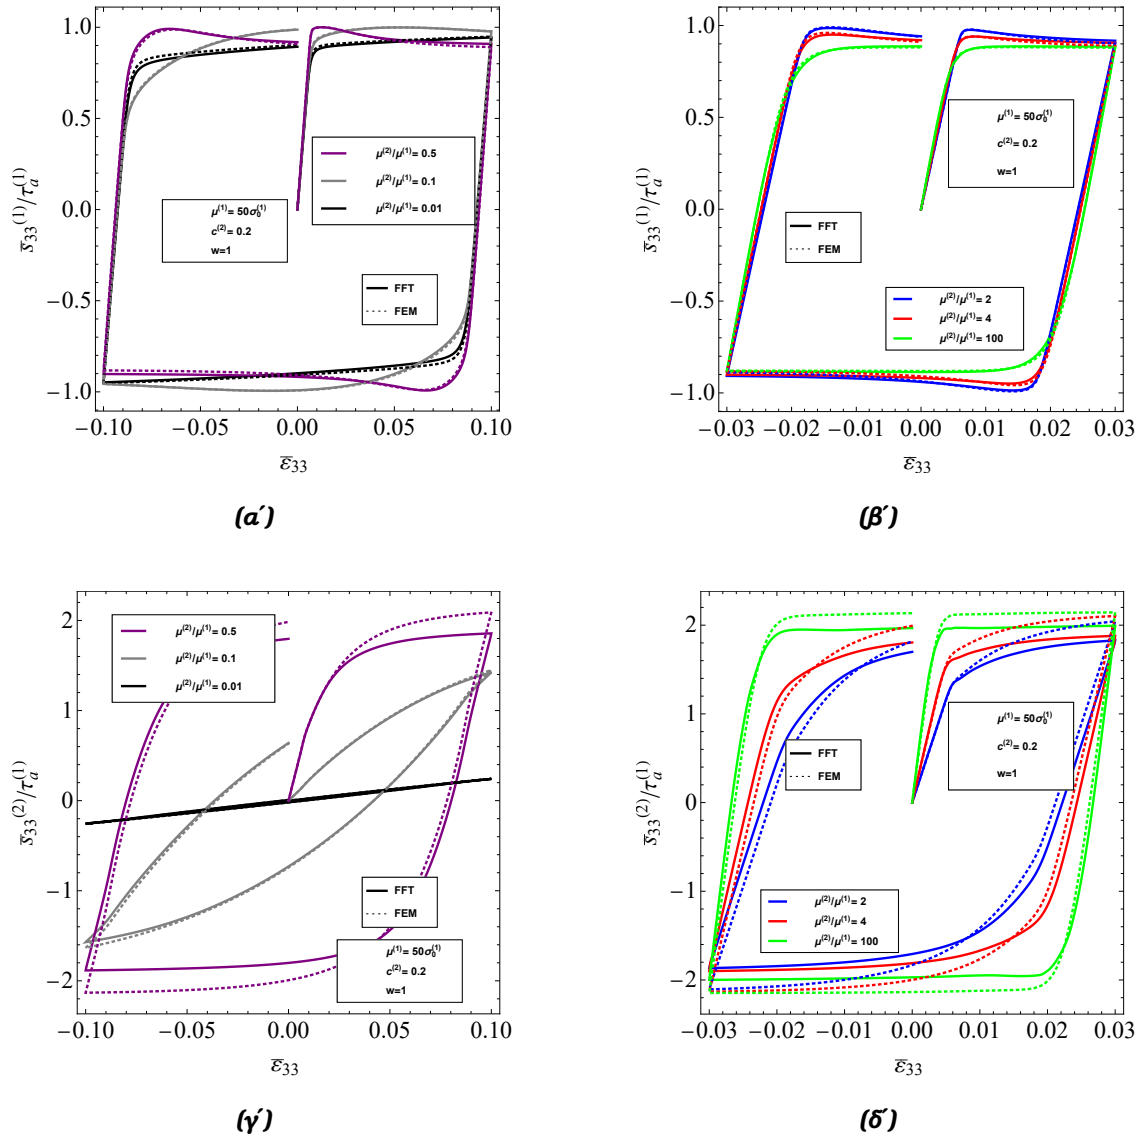 1.0
0.5
0.0
−0.5
−1.0
s̅₃₃⁽¹⁾/τₐ⁽¹⁾
μ⁽²⁾/μ⁽¹⁾= 0.5
μ⁽²⁾/μ⁽¹⁾= 0.1
μ⁽²⁾/μ⁽¹⁾= 0.01
μ⁽¹⁾= 50σ₀⁽¹⁾
c⁽²⁾= 0.2
w=1
FFT
FEM
−0.10 −0.05 0.00 0.05 0.10
ε̅₃₃
(α´)
1.0
0.5
0.0
−0.5
−1.0
s̅₃₃⁽¹⁾/τₐ⁽¹⁾
μ⁽¹⁾= 50σ₀⁽¹⁾
c⁽²⁾= 0.2
w=1
FFT
FEM
μ⁽²⁾/μ⁽¹⁾= 2
μ⁽²⁾/μ⁽¹⁾= 4
μ⁽²⁾/μ⁽¹⁾= 100
−0.03 −0.02 −0.01 0.00 0.01 0.02 0.03
ε̅₃₃
(β´)
2
1
0
−1
−2
s̅₃₃⁽²⁾/τₐ⁽¹⁾
μ⁽²⁾/μ⁽¹⁾= 0.5
μ⁽²⁾/μ⁽¹⁾= 0.1
μ⁽²⁾/μ⁽¹⁾= 0.01
FFT
FEM
μ⁽¹⁾= 50σ₀⁽¹⁾
c⁽²⁾= 0.2
w=1
−0.10 −0.05 0.00 0.05 0.10
ε̅₃₃
(γ´)
2
1
0
−1
−2
s̅₃₃⁽²⁾/τₐ⁽¹⁾
μ⁽¹⁾= 50σ₀⁽¹⁾
c⁽²⁾= 0.2
w=1
FFT
FEM
μ⁽²⁾/μ⁽¹⁾= 2
μ⁽²⁾/μ⁽¹⁾= 4
μ⁽²⁾/μ⁽¹⁾= 100
−0.03 −0.02 −0.01 0.00 0.01 0.02 0.03
ε̅₃₃
(δ´)